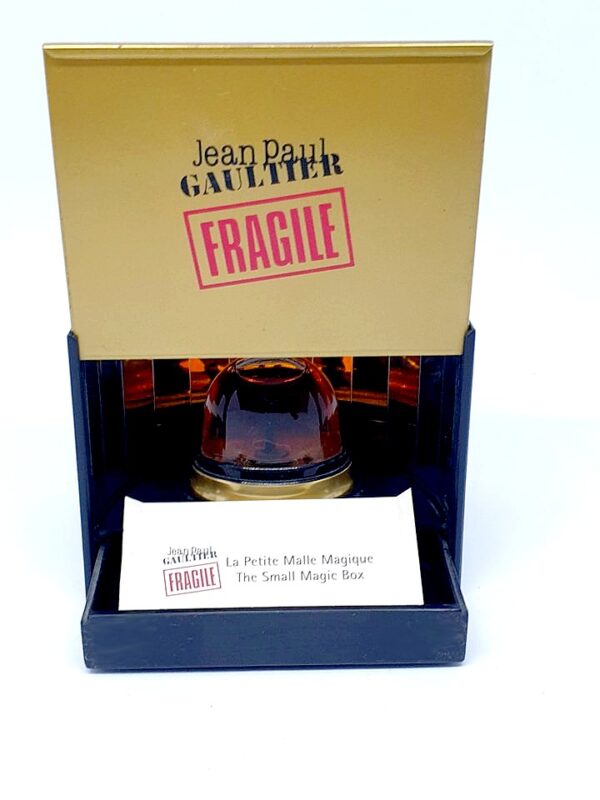 Jean Paul
GAULTIER
FRAGILE
Jean Paul
GAULTIER
FRAGILE
La Petite Malle Magique
The Small Magic Box